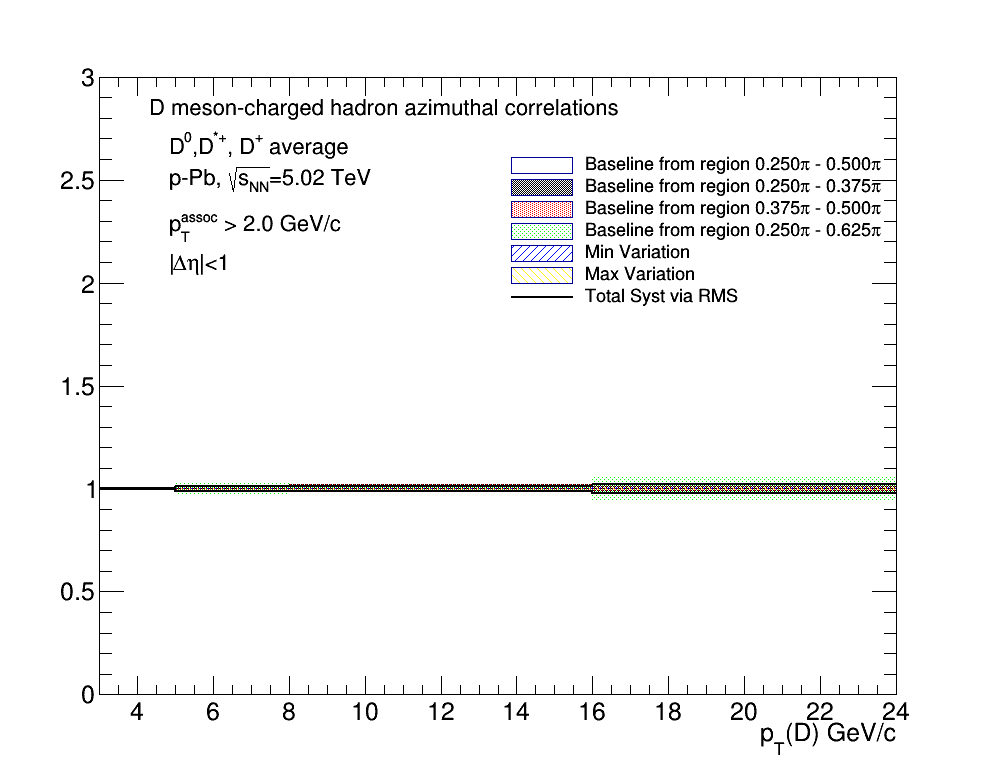 D meson-charged hadron azimuthal correlations
D⁰,D*⁺, D⁺ average
p-Pb, √sNN=5.02 TeV
pTassoc > 2.0 GeV/c
|Δη|<1
Baseline from region 0.250π - 0.500π
Baseline from region 0.250π - 0.375π
Baseline from region 0.375π - 0.500π
Baseline from region 0.250π - 0.625π
Min Variation
Max Variation
Total Syst via RMS
3
2.5
2
1.5
1
0.5
0
4 6 8 10 12 14 16 18 20 22 24
pT(D) GeV/c